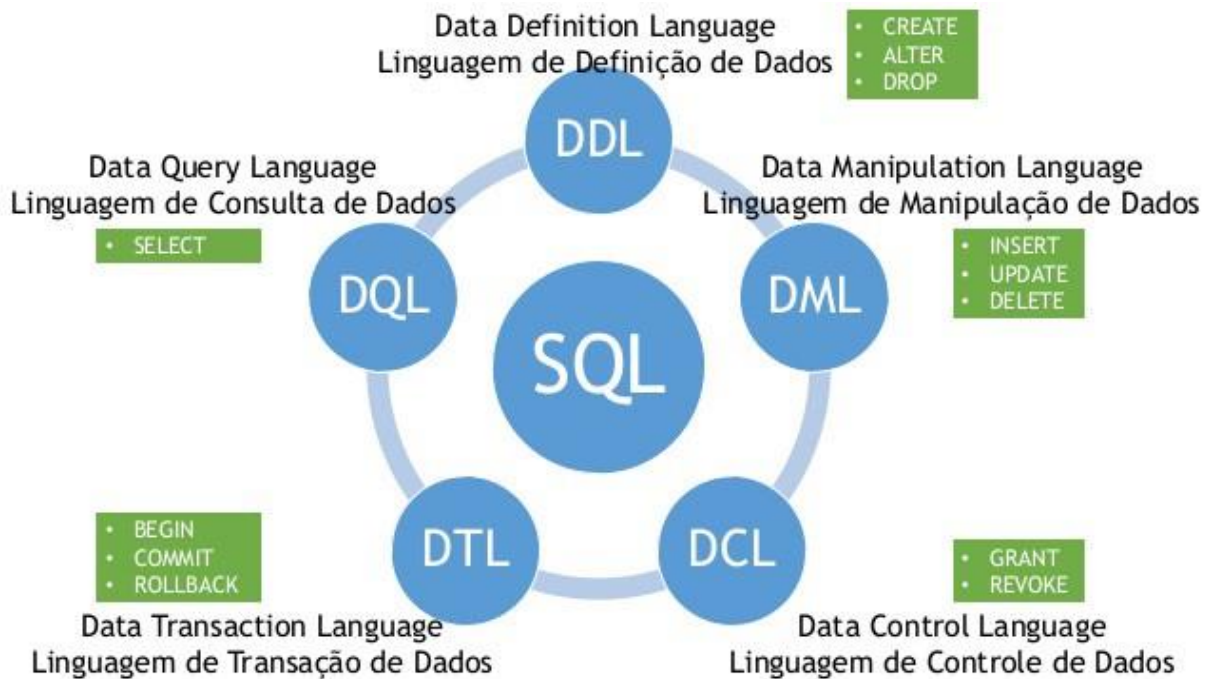 Data Definition Language
Linguagem de Definição de Dados
• CREATE
• ALTER
• DROP
DDL
Data Query Language
Linguagem de Consulta de Dados
• SELECT
DQL
Data Manipulation Language
Linguagem de Manipulação de Dados
• INSERT
• UPDATE
• DELETE
DML
SQL
• BEGIN
• COMMIT
• ROLLBACK
DTL
Data Transaction Language
Linguagem de Transação de Dados
DCL
• GRANT
• REVOKE
Data Control Language
Linguagem de Controle de Dados